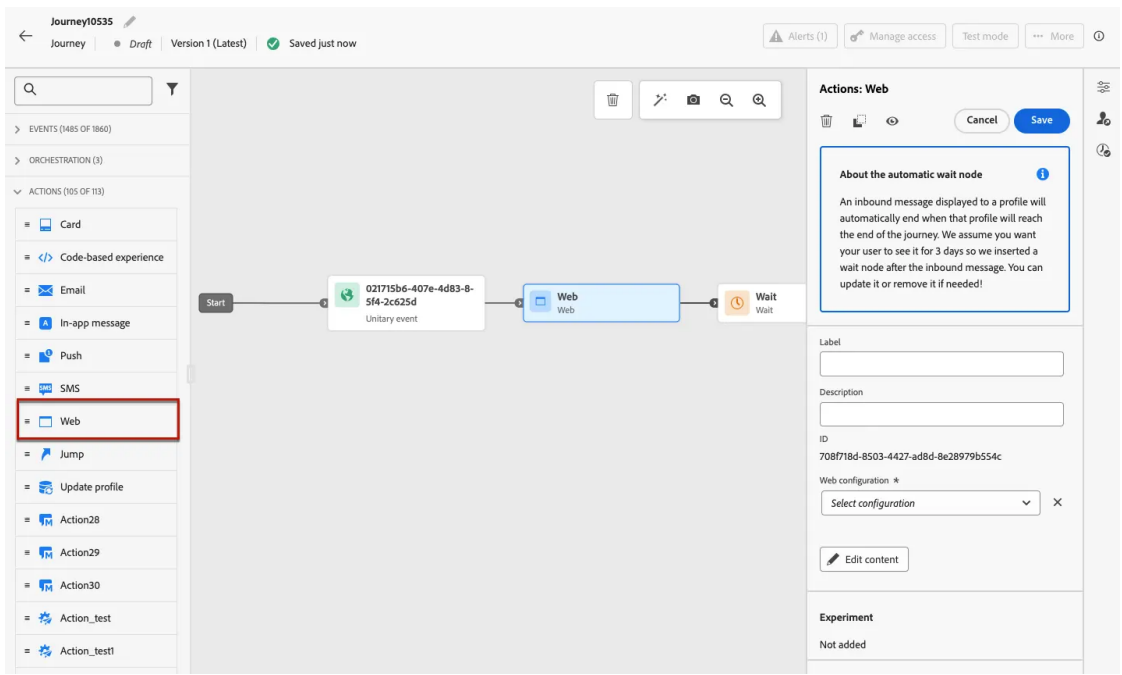 Journey10535
Journey
Draft
Version 1 (Latest)
Saved just now
Alerts (1)
Manage access
Test mode
More
EVENTS (1485 OF 1860)
ORCHESTRATION (3)
ACTIONS (105 OF 113)
Card
</> Code-based experience
Email
A In-app message
Push
SMS SMS
Web
Jump
Update profile
M Action28
M Action29
M Action30
Action_test
Action_test1
Start
021715b6-407e-4d83-8-
5f4-2c625d
Unitary event
Web
Web
Wait
Wait
Actions: Web
Cancel
Save
About the automatic wait node
An inbound message displayed to a profile will
automatically end when that profile will reach
the end of the journey. We assume you want
your user to see it for 3 days so we inserted a
wait node after the inbound message. You can
update it or remove it if needed!
Label
Description
ID
708f718d-8503-4427-ad8d-8e28979b554c
Web configuration *
Select configuration
Edit content
Experiment
Not added